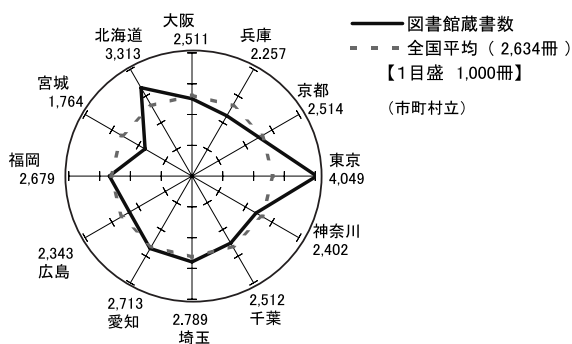 図書館蔵書数
全国平均（2,634冊）
【１目盛 1,000冊】
（市町村立）
大阪
2,511
兵庫
2.257
京都
2,514
東京
4,049
神奈川
2,402
2,512
千葉
2.789
埼玉
2,713
愛知
2,343
広島
福岡
2,679
宮城
1,764
北海道
3,313